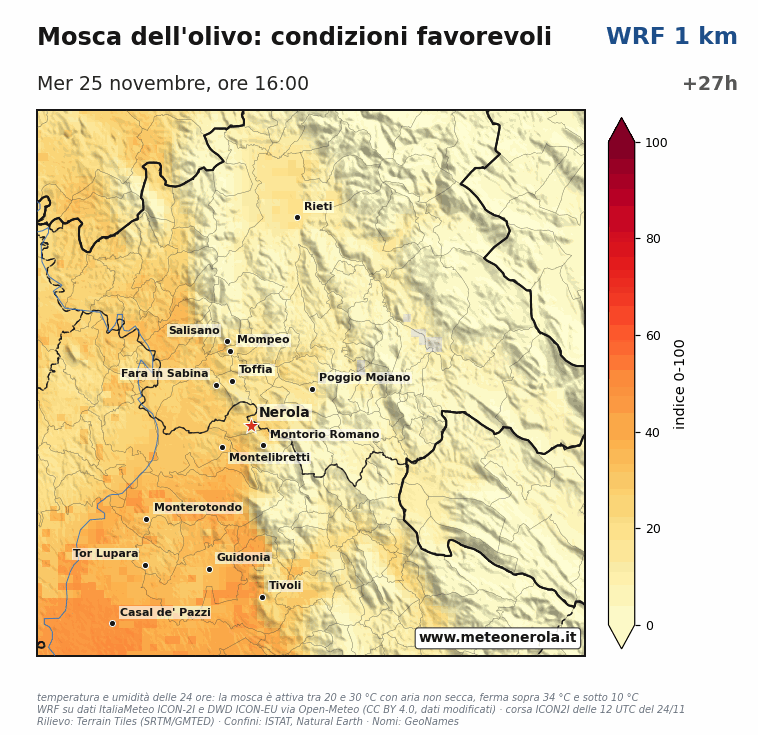 Mosca dell'olivo: condizioni favorevoli
WRF 1 km
Mer 25 novembre, ore 16:00
+27h
Rieti
Salisano
Mompeo
Toffia
Fara in Sabina
Poggio Moiano
Nerola
Montorio Romano
Montelibretti
Monterotondo
Tor Lupara
Guidonia
Tivoli
Casal de' Pazzi
www.meteonerola.it
100
80
60
40
20
0
indice 0-100
temperatura e umidità delle 24 ore: la mosca è attiva tra 20 e 30 °C con aria non secca, ferma sopra 34 °C e sotto 10 °C
WRF su dati ItaliaMeteo ICON-2I e DWD ICON-EU via Open-Meteo (CC BY 4.0, dati modificati) · corsa ICON2I delle 12 UTC del 24/11
Rilievo: Terrain Tiles (SRTM/GMTED) · Confini: ISTAT, Natural Earth · Nomi: GeoNames